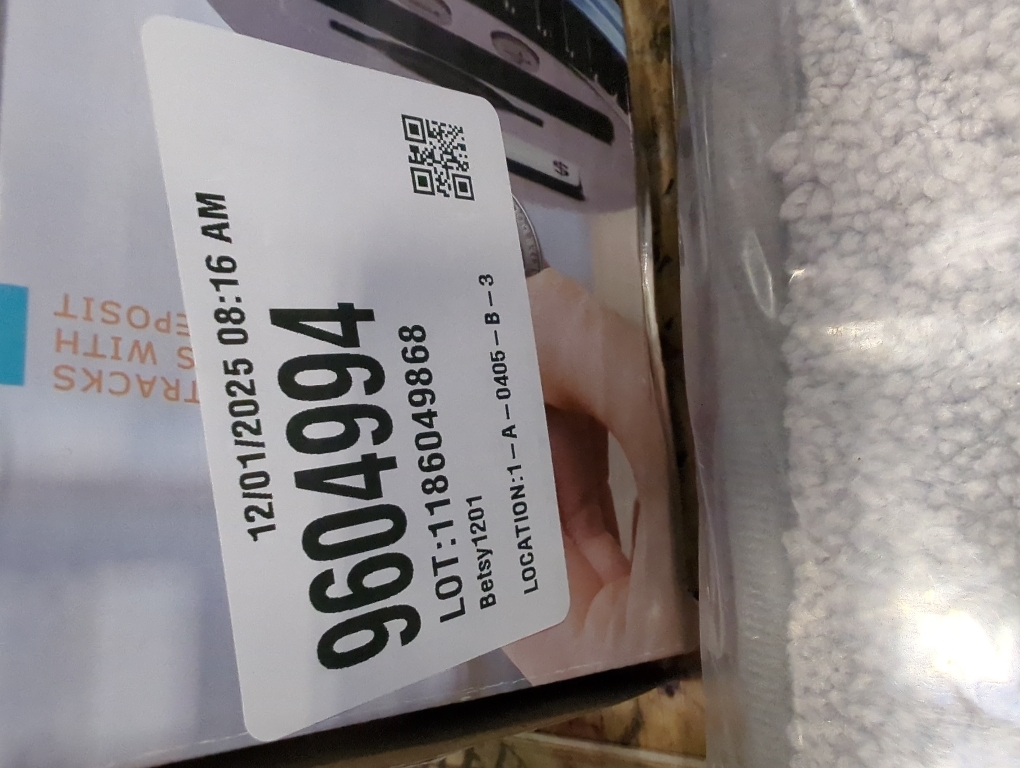 12/01/2025 08:16 AM
9604994
LOT:1186049868
Betsy1201
LOCATION:1-A-0405-B-3
TRACKS
S WITH
EPOSIT
$